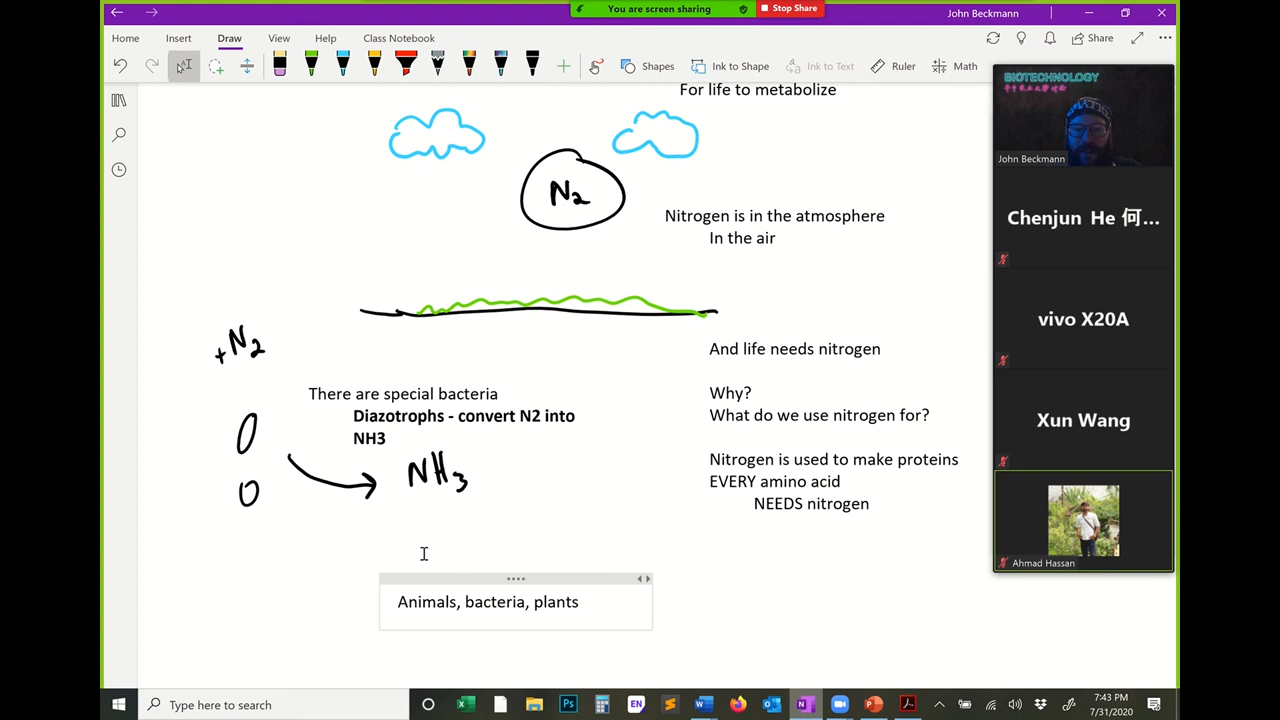 You are screen sharing
Stop Share
John Beckmann
Home Insert Draw View Help Class Notebook
Share
Shapes Ink to Shape Ink to Text Ruler Math
For life to metabolize
N2
Nitrogen is in the atmosphere
In the air
+N2
And life needs nitrogen
There are special bacteria
Diazotrophs - convert N2 into
NH3
NH3
Why?
What do we use nitrogen for?
Nitrogen is used to make proteins
EVERY amino acid
NEEDS nitrogen
Animals, bacteria, plants
BIOTECHNOLOGY
John Beckmann
Chenjun He 何...
vivo X20A
Xun Wang
Ahmad Hassan
Type here to search
EN
7:43 PM
7/31/2020